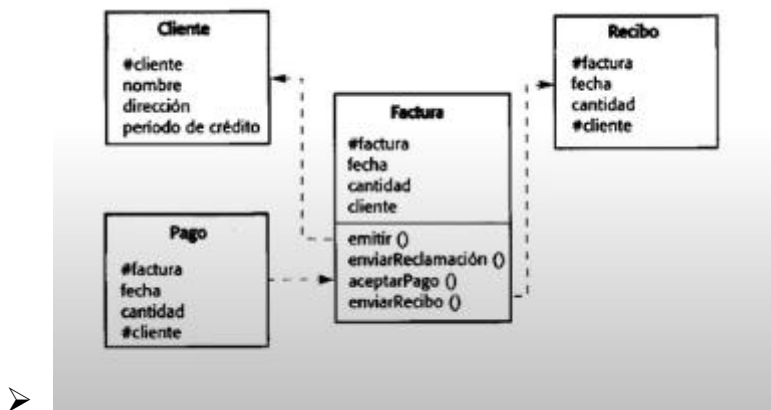 Cliente
#cliente
nombre
dirección
periodo de crédito
Recibo
#factura
fecha
cantidad
#cliente
Factura
#factura
fecha
cantidad
cliente
emitir ()
enviarReclamación ()
aceptarPago ()
enviarRecibo ()
Pago
#factura
fecha
cantidad
#cliente